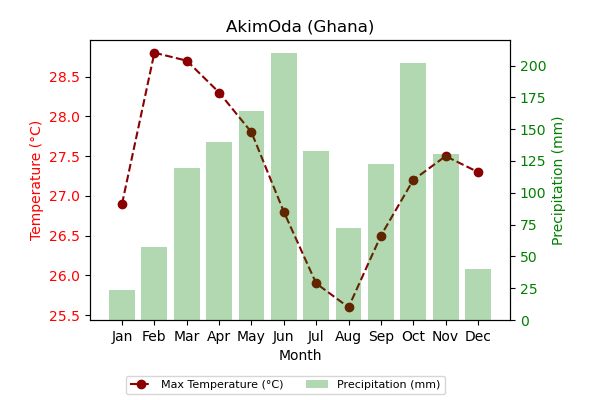 AkimOda (Ghana)
28.5
28.0
27.5
27.0
26.5
26.0
25.5
Temperature (°C)
200
175
150
125
100
75
50
25
0
Precipitation (mm)
Jan Feb Mar Apr May Jun Jul Aug Sep Oct Nov Dec
Month
Max Temperature (°C) Precipitation (mm)